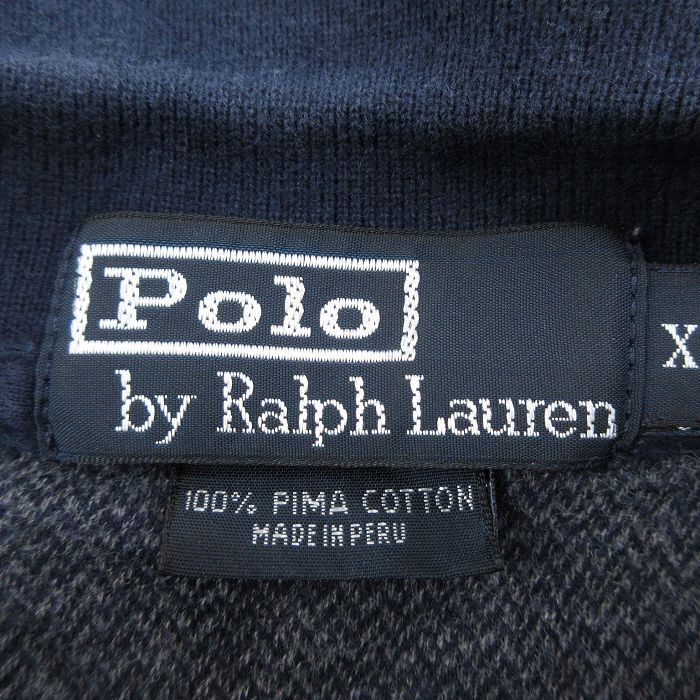 Polo
by Ralph Lauren
X
100% PIMA COTTON
MADE IN PERU